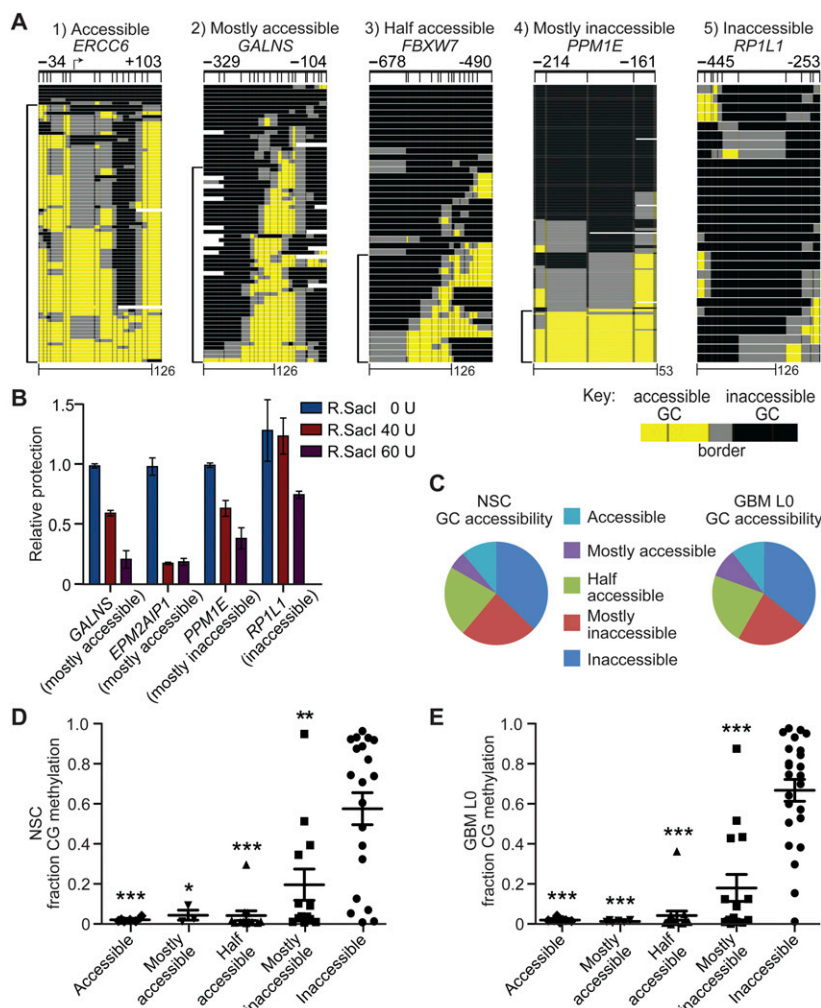 A
1) Accessible
ERCC6
−34 +103
126
2) Mostly accessible
GALNS
−329 −104
126
3) Half accessible
FBXW7
−678 −490
126
4) Mostly inaccessible
PPM1E
−214 −161
53
5) Inaccessible
RP1L1
−445 −253
126
Key: accessible GC inaccessible GC
border
B
Relative protection
1.5
1.0
0.5
0
R.SacI 0 U
R.SacI 40 U
R.SacI 60 U
GALNS
(mostly accessible)
EPM2AIP1
(mostly accessible)
PPM1E
(mostly inaccessible)
RP1L1
(inaccessible)
C
NSC
GC accessibility
Accessible
Mostly accessible
Half
accessible
Mostly
inaccessible
Inaccessible
GBM L0
GC accessibility
D
NSC
fraction CG methylation
1.0
0.8
0.6
0.4
0.2
0
***
*
***
**
Accessible
Mostly
accessible
Half
accessible
Mostly
inaccessible
Inaccessible
E
GBM L0
fraction CG methylation
1.0
0.8
0.6
0.4
0.2
0
***
***
***
***
Accessible
Mostly
accessible
Half
accessible
Mostly
inaccessible
Inaccessible